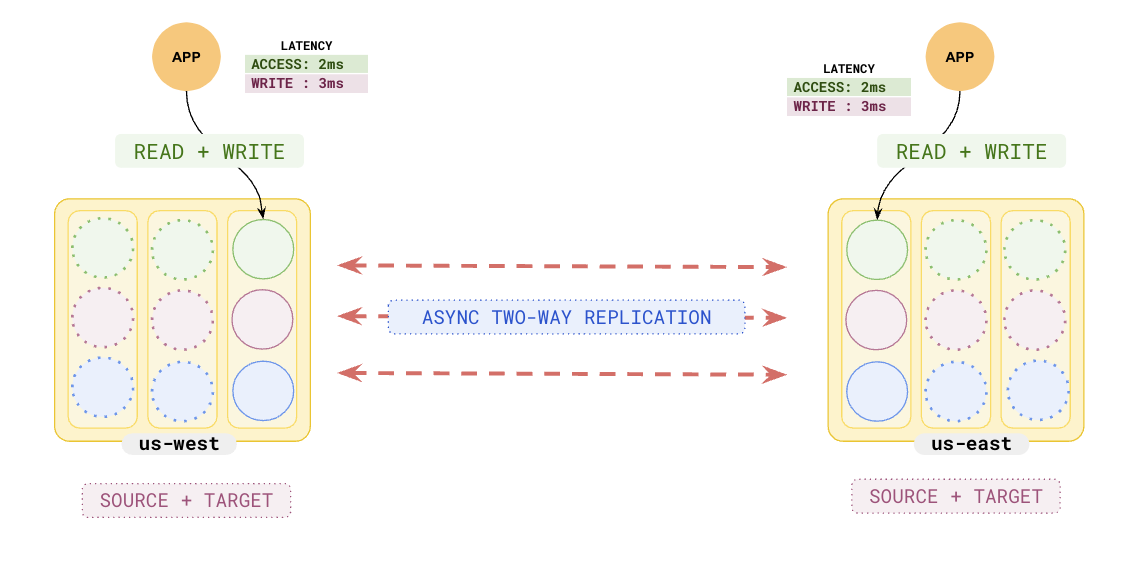 APP
LATENCY
ACCESS: 2ms
WRITE : 3ms
READ + WRITE
us-west
SOURCE + TARGET
ASYNC TWO-WAY REPLICATION
APP
LATENCY
ACCESS: 2ms
WRITE : 3ms
READ + WRITE
us-east
SOURCE + TARGET